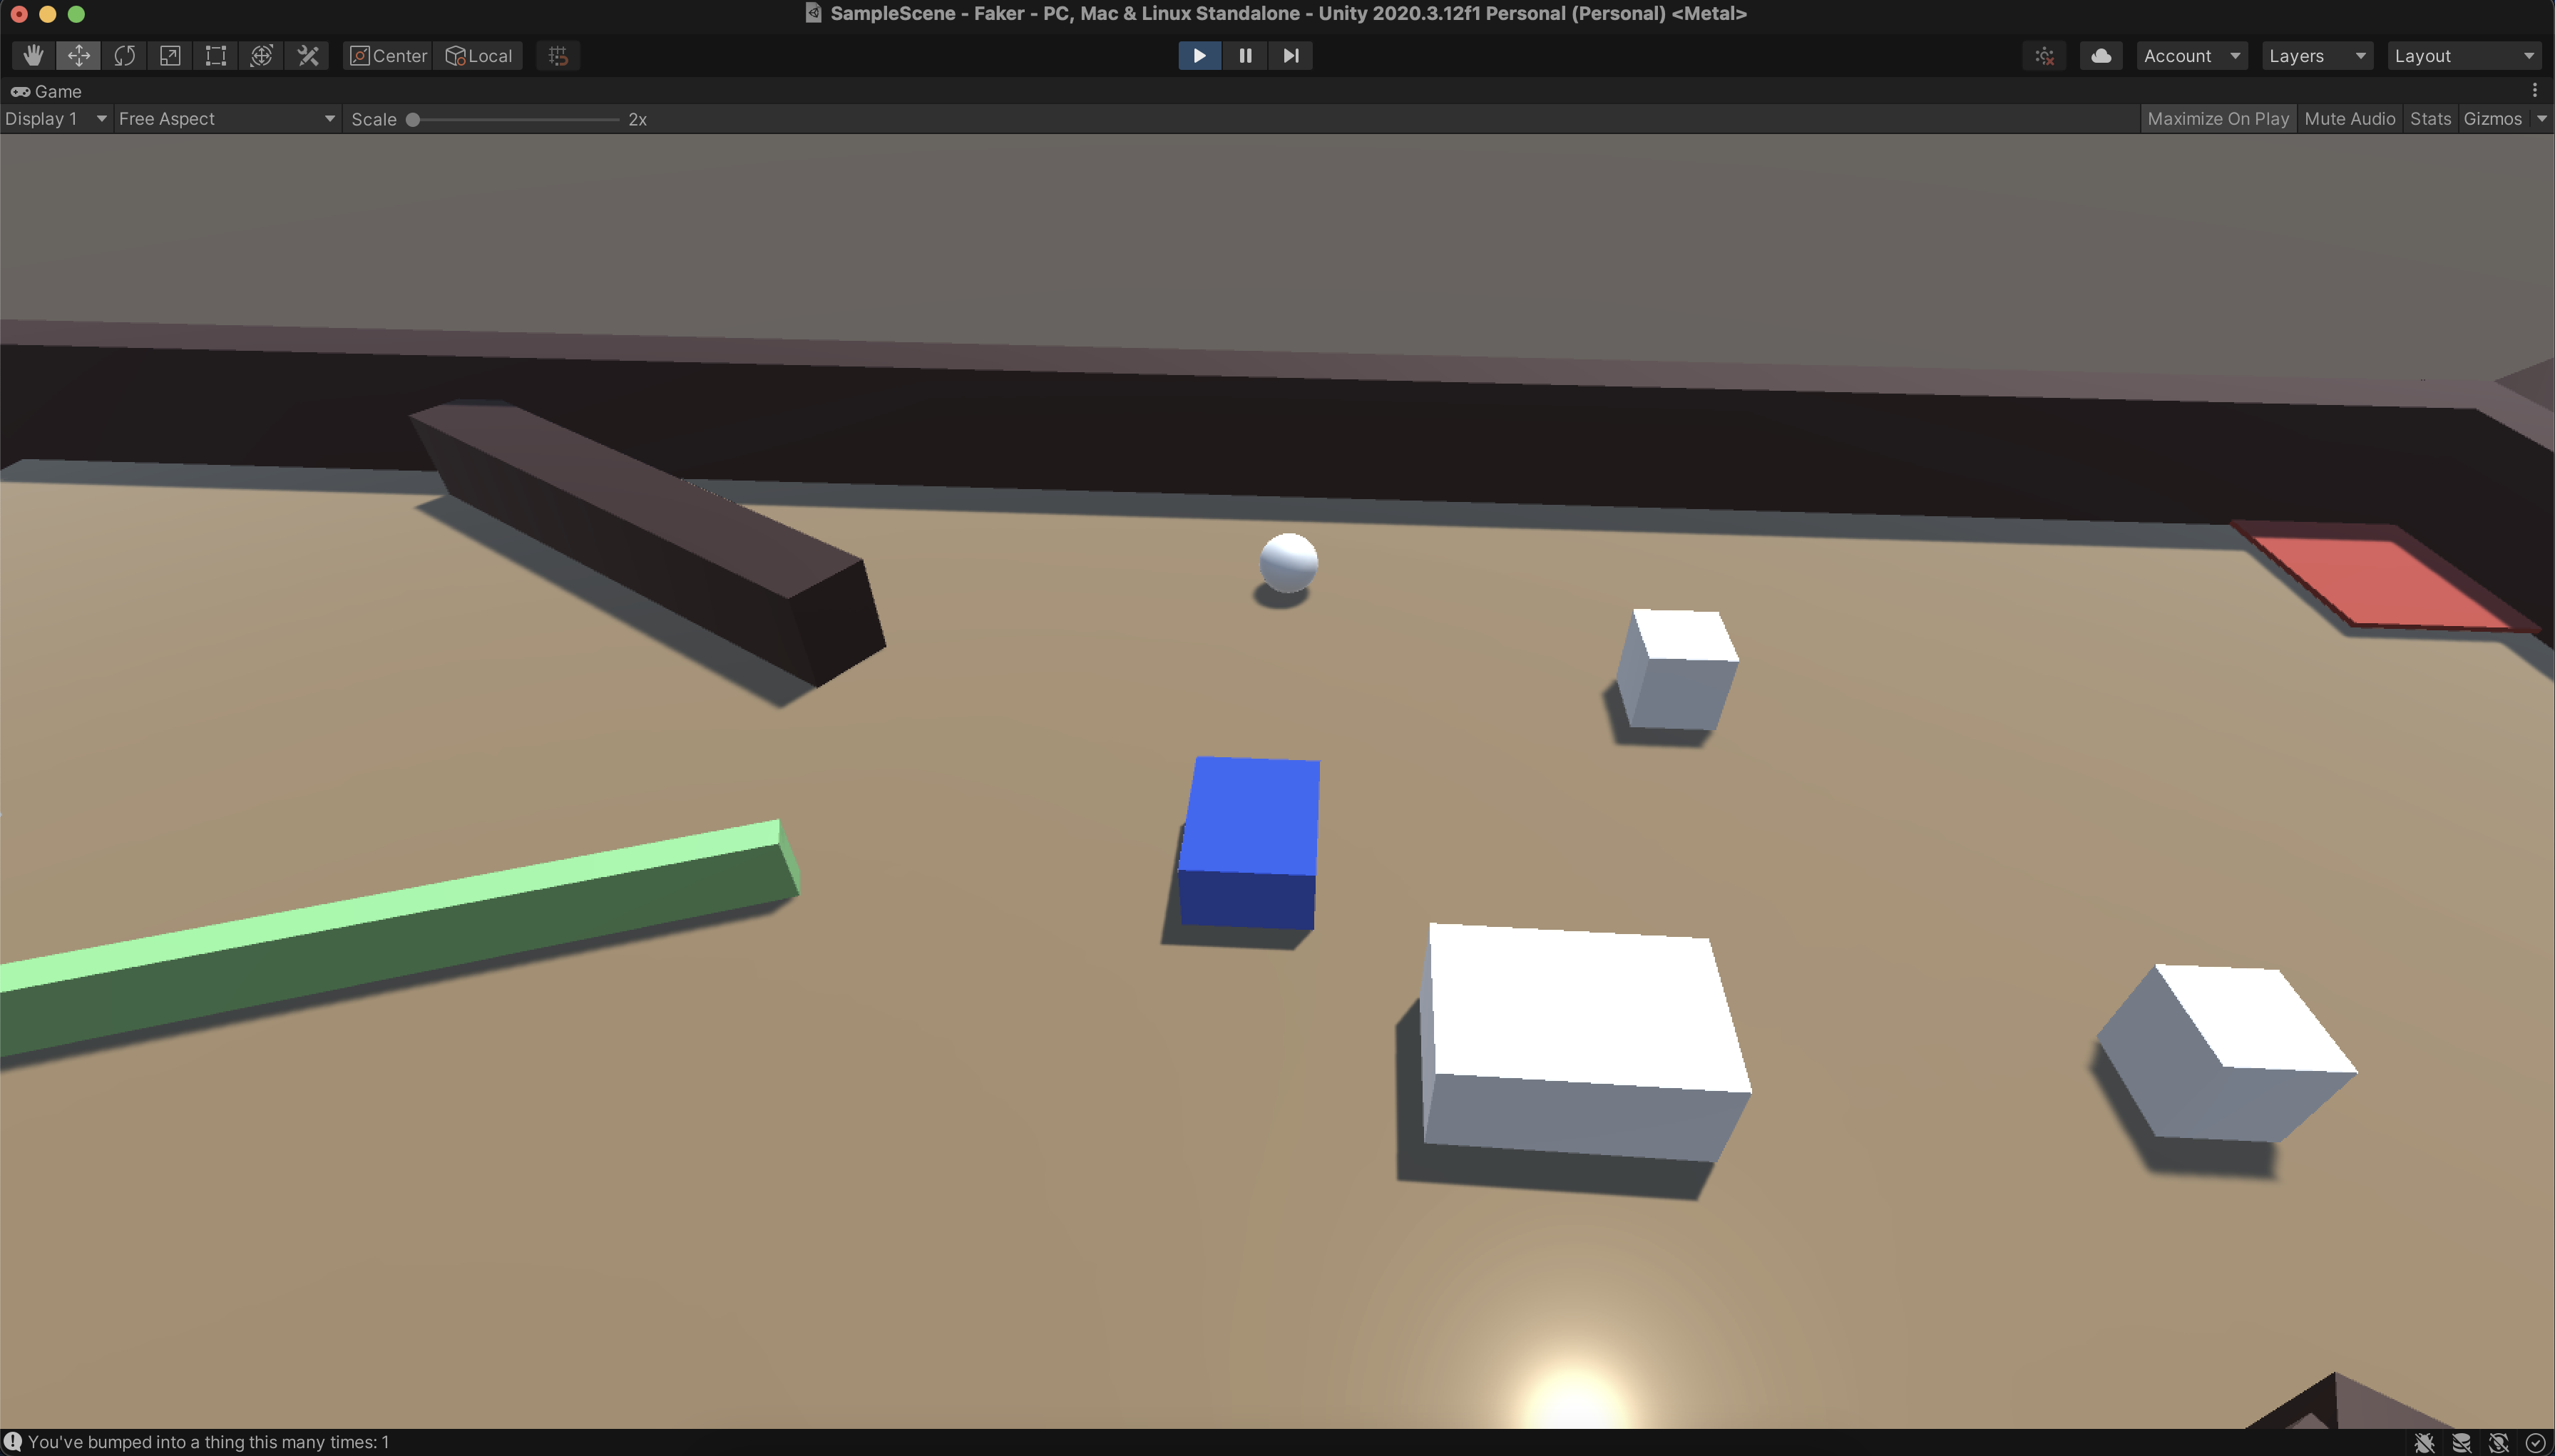 SampleScene - Faker - PC, Mac & Linux Standalone - Unity 2020.3.12f1 Personal (Personal) <Metal>
Center Local Account Layers Layout
Game
Display 1 Free Aspect Scale 2x Maximize On Play Mute Audio Stats Gizmos
You've bumped into a thing this many times: 1